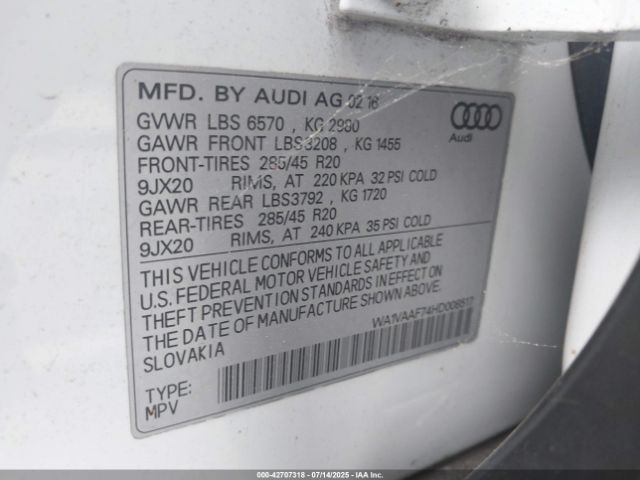 MFD. BY AUDI AG 02 16
GVWR LBS 6570 , KG 2980
GAWR FRONT LBS3208 , KG 1455
FRONT-TIRES 285/45 R20
9JX20 RIMS, AT 220 KPA 32 PSI COLD
GAWR REAR LBS3792 , KG 1720
REAR-TIRES 285/45 R20
9JX20 RIMS, AT 240 KPA 35 PSI COLD
Audi
THIS VEHICLE CONFORMS TO ALL APPLICABLE
U.S. FEDERAL MOTOR VEHICLE SAFETY AND
THEFT PREVENTION STANDARDS IN EFFECT ON
THE DATE OF MANUFACTURE SHOWN ABOVE.
SLOVAKIA WA1VAAF74HD008517
TYPE:
MPV
000-42707318 - 07/14/2025 - IAA Inc.